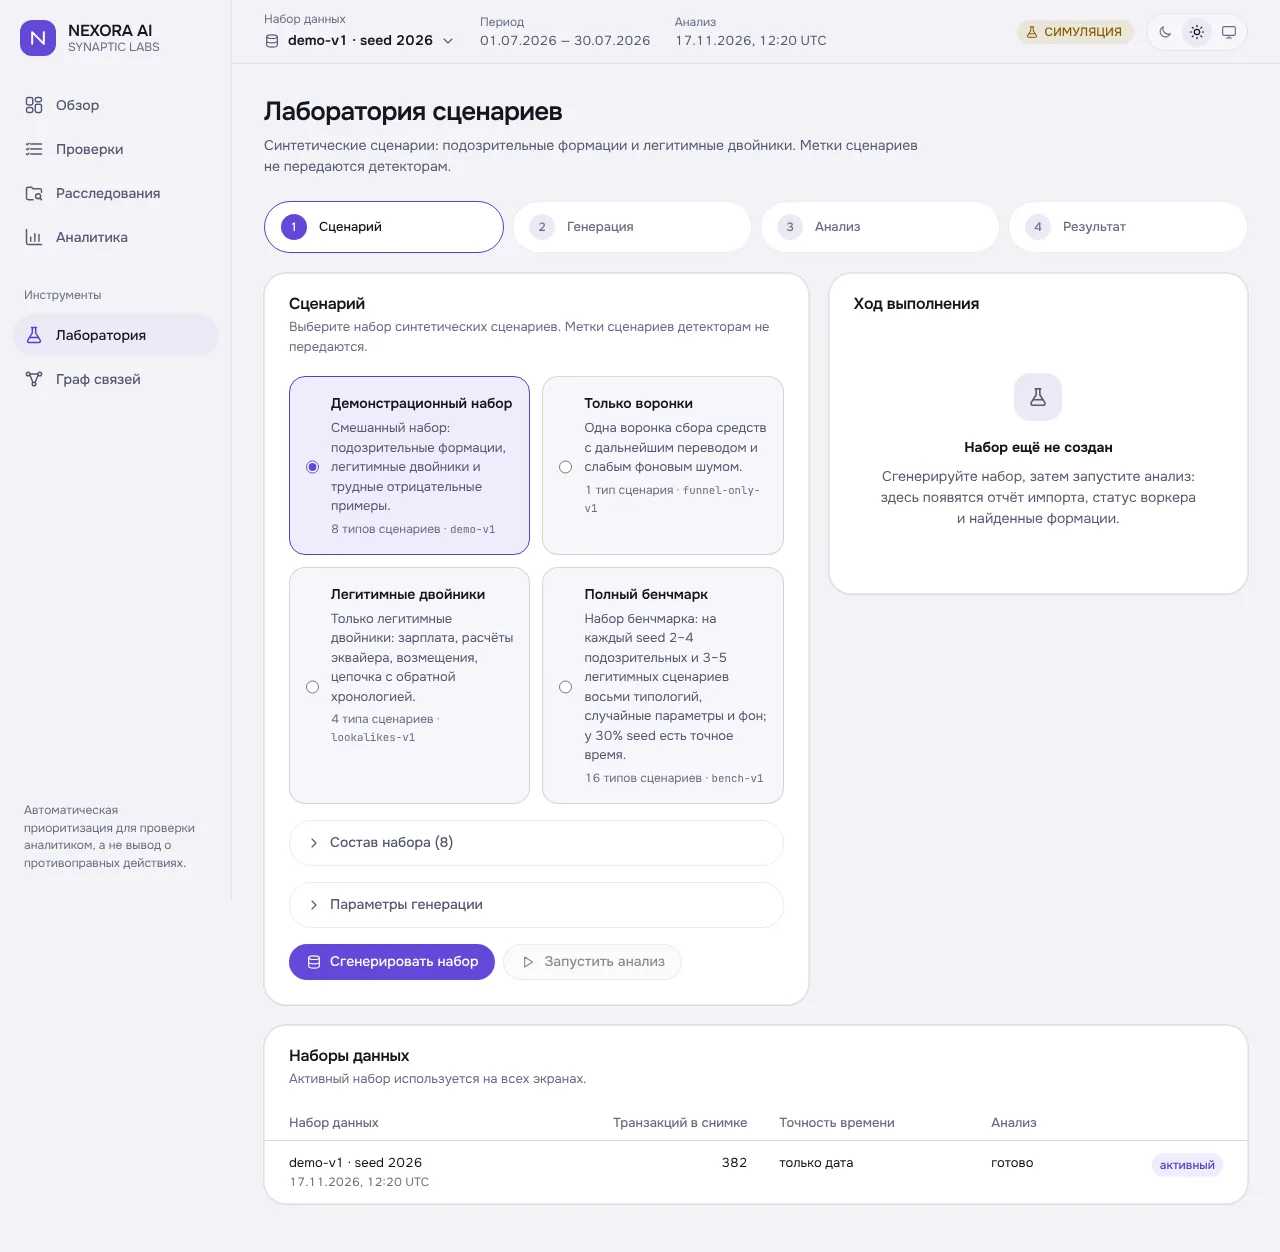 NEXORA AI
SYNAPTIC LABS
Обзор
Проверки
Расследования
Аналитика
Инструменты
Лаборатория
Граф связей
Автоматическая
приоритизация для проверки
аналитиком, а не вывод о
противоправных действиях.
Набор данных
demo-v1 · seed 2026
Период
01.07.2026 — 30.07.2026
Анализ
17.11.2026, 12:20 UTC
СИМУЛЯЦИЯ
Лаборатория сценариев
Синтетические сценарии: подозрительные формации и легитимные двойники. Метки сценариев
не передаются детекторам.
1 Сценарий
2 Генерация
3 Анализ
4 Результат
Сценарий
Выберите набор синтетических сценариев. Метки сценариев детекторам не
передаются.
Демонстрационный набор
Смешанный набор:
подозрительные формации,
легитимные двойники и
трудные отрицательные
примеры.
8 типов сценариев · demo-v1
Только воронки
Одна воронка сбора средств
с дальнейшим переводом и
слабым фоновым шумом.
1 тип сценария · funnel-only-
v1
Легитимные двойники
Только легитимные
двойники: зарплата, расчёты
эквайера, возмещения,
цепочка с обратной
хронологией.
4 типа сценариев ·
lookalikes-v1
Полный бенчмарк
Набор бенчмарка: на
каждый seed 2–4
подозрительных и 3–5
легитимных сценариев
восьми типологий,
случайные параметры и фон;
у 30% seed есть точное
время.
16 типов сценариев · bench-v1
Состав набора (8)
Параметры генерации
Сгенерировать набор
Запустить анализ
Ход выполнения
Набор ещё не создан
Сгенерируйте набор, затем запустите анализ:
здесь появятся отчёт импорта, статус воркера
и найденные формации.
Наборы данных
Активный набор используется на всех экранах.
Набор данных Транзакций в снимке Точность времени Анализ
demo-v1 · seed 2026 382 только дата готово активный
17.11.2026, 12:20 UTC